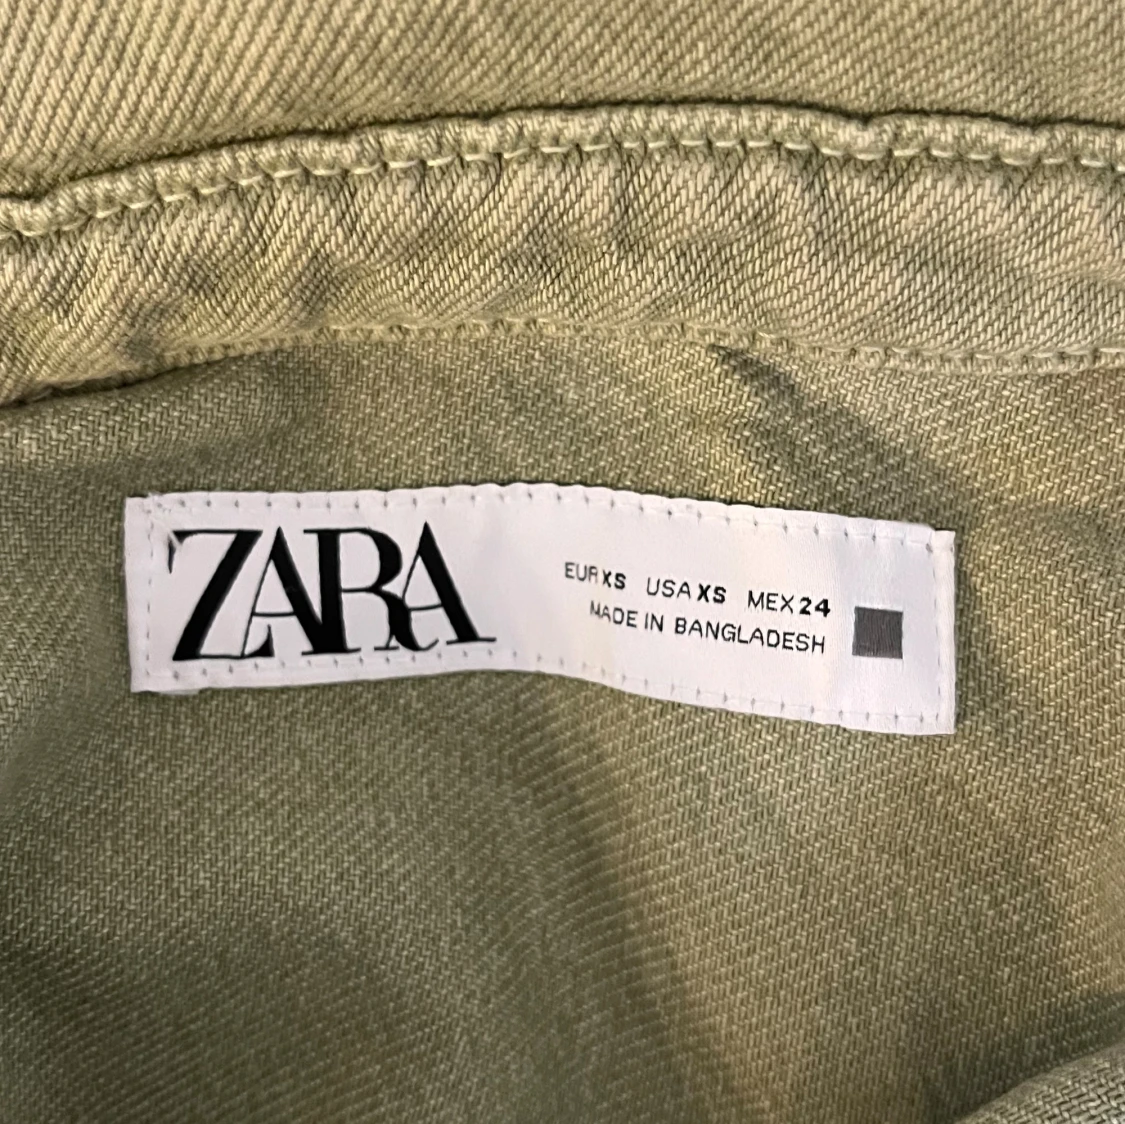 ZARA
EUR XS USA XS MEX 24
MADE IN BANGLADESH